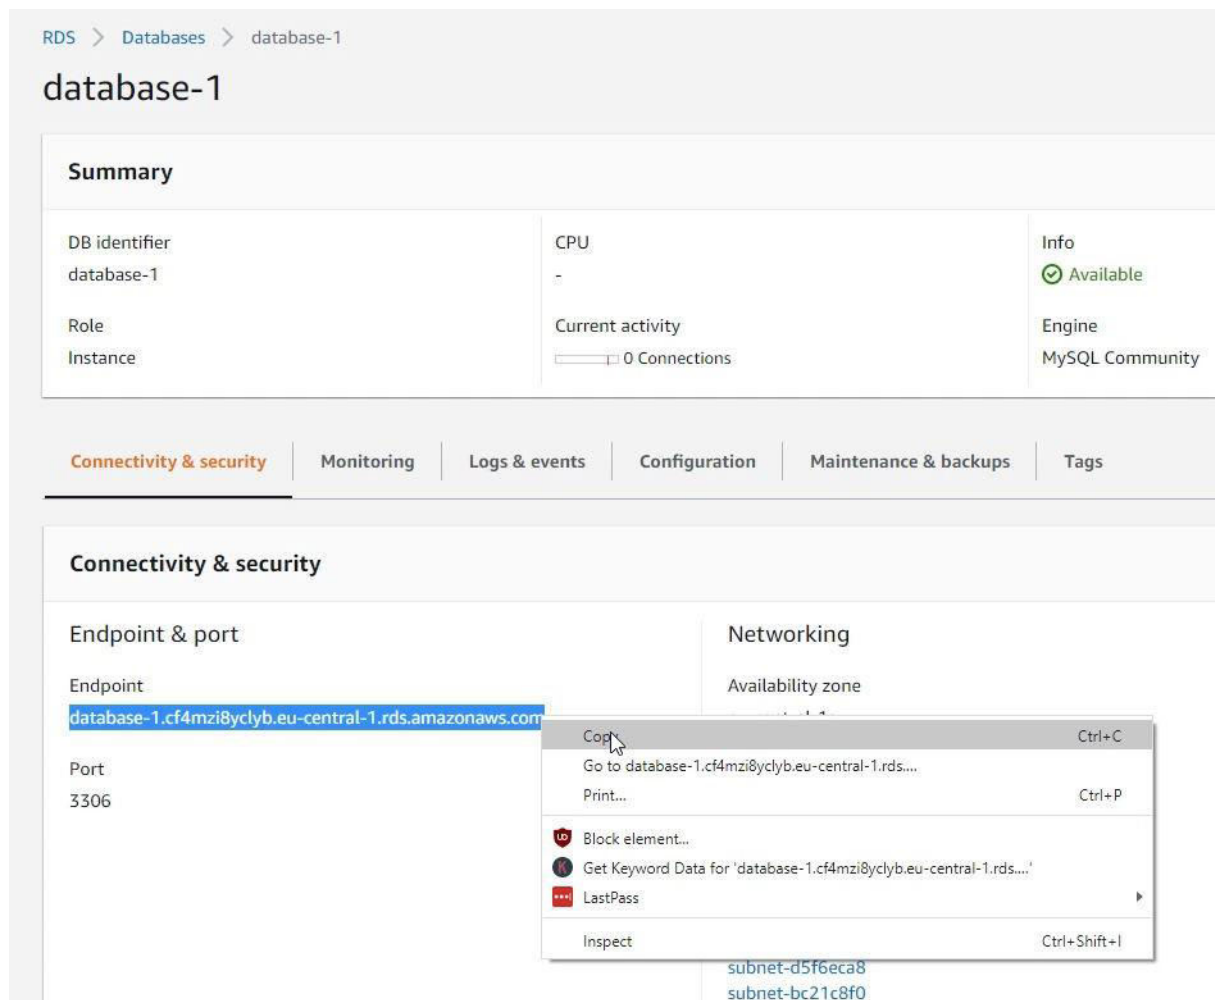 RDS > Databases > database-1
database-1
Summary
DB identifier
database-1
CPU
-
Info
Available
Role
Instance
Current activity
0 Connections
Engine
MySQL Community
Connectivity & security
Monitoring
Logs & events
Configuration
Maintenance & backups
Tags
Connectivity & security
Endpoint & port
Endpoint
database-1.cf4mzi8yclyb.eu-central-1.rds.amazonaws.com
Port
3306
Networking
Availability zone
Copy Ctrl+C
Go to database-1.cf4mzi8yclyb.eu-central-1.rds....
Print... Ctrl+P
Block element...
Get Keyword Data for 'database-1.cf4mzi8yclyb.eu-central-1.rds....'
LastPass
Inspect Ctrl+Shift+I
subnet-d5f6eca8
subnet-bc21c8f0